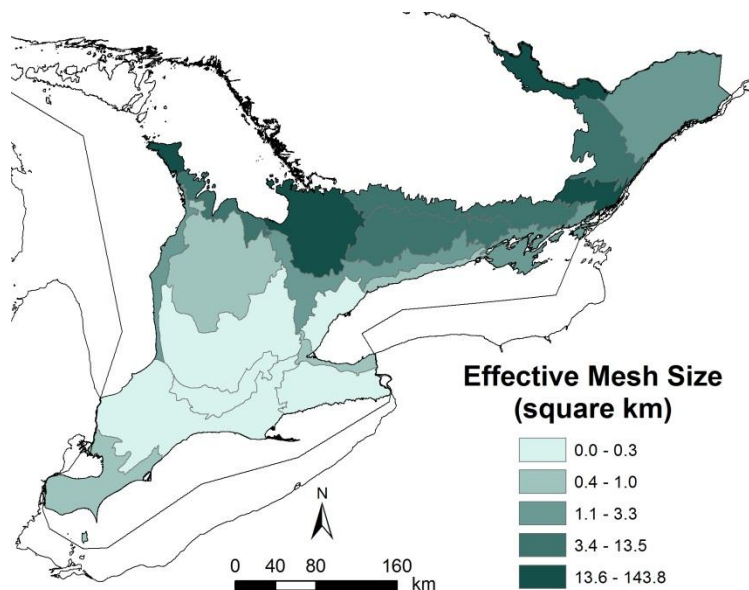 Effective Mesh Size
(square km)
0.0 - 0.3
0.4 - 1.0
1.1 - 3.3
3.4 - 13.5
13.6 - 143.8
N
0 40 80 160
km